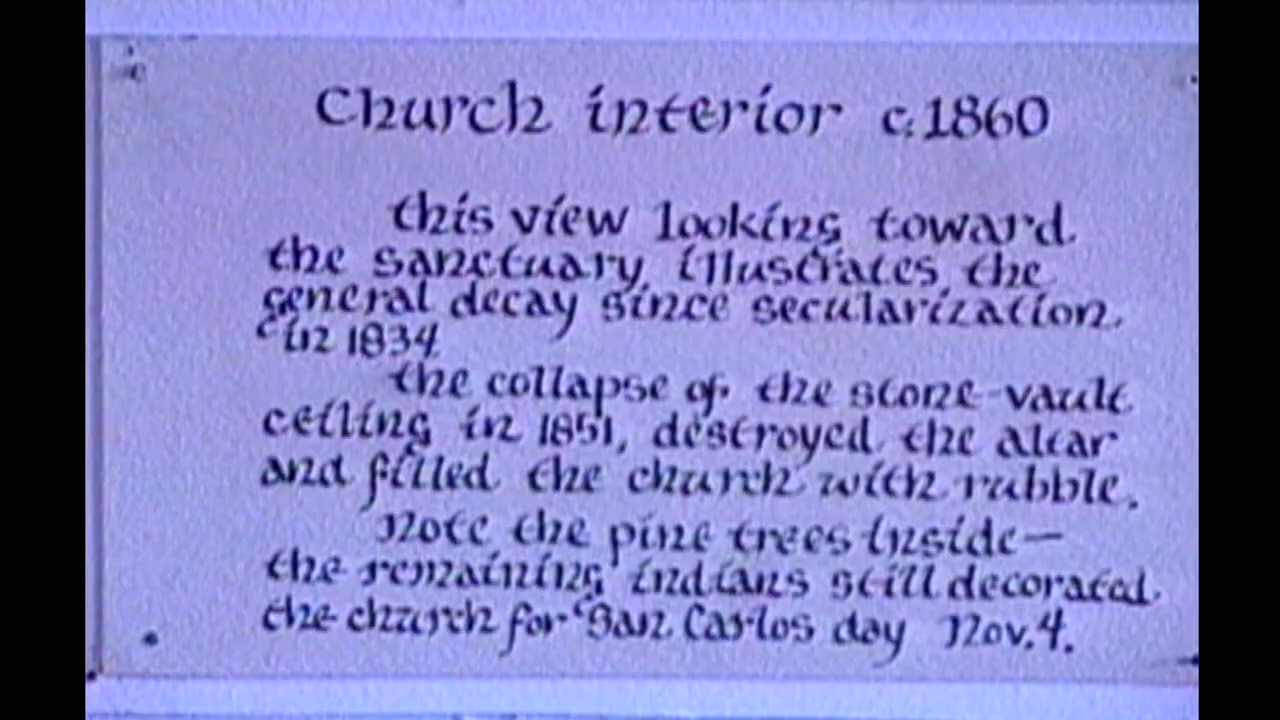 Church interior c.1860
this view looking toward
the sanctuary, illustrates the
general decay since secularization
in 1834
the collapse of the stone-vault
ceiling in 1851, destroyed the altar
and filled the church with rubble.
Note the pine trees inside—
the remaining indians still decorated
the church for San Carlos day Nov.4.